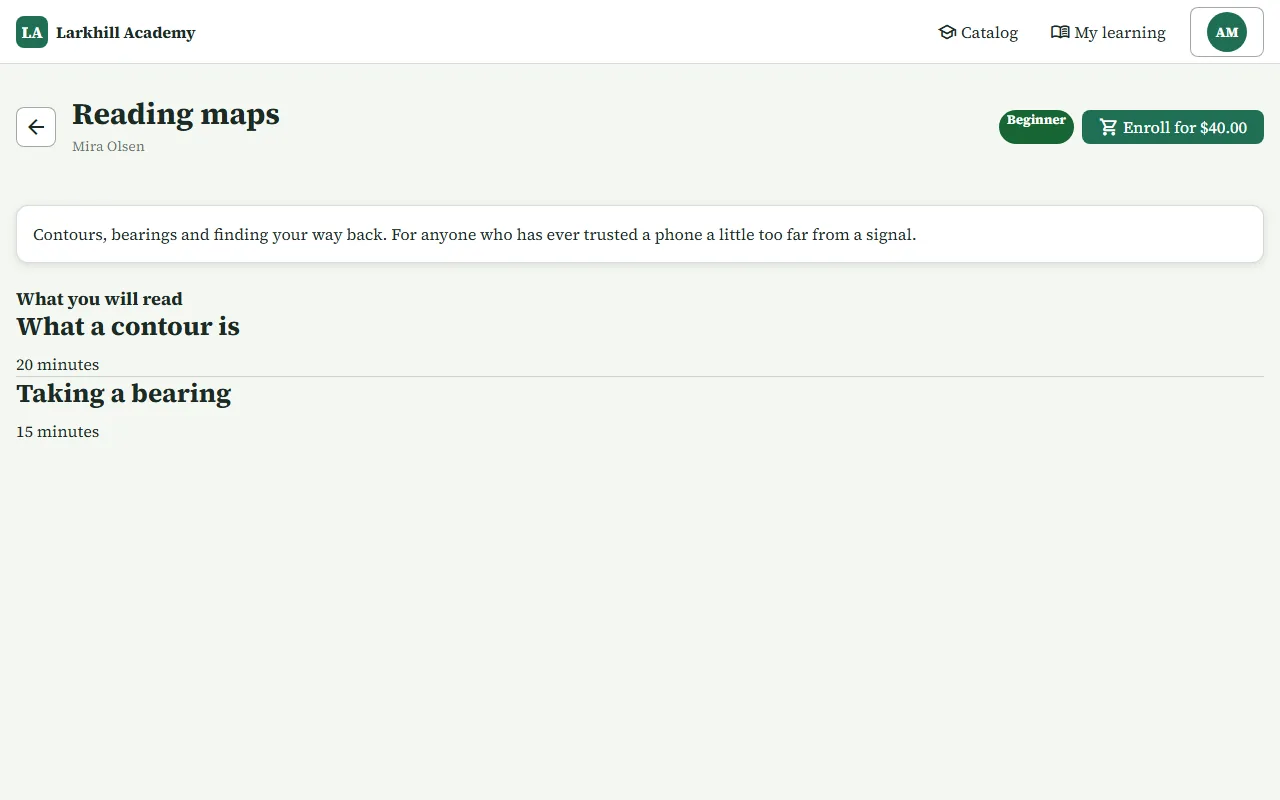 LA Larkhill Academy
Catalog
My learning
AM
Reading maps
Mira Olsen
Beginner
Enroll for $40.00
Contours, bearings and finding your way back. For anyone who has ever trusted a phone a little too far from a signal.
What you will read
What a contour is
20 minutes
Taking a bearing
15 minutes